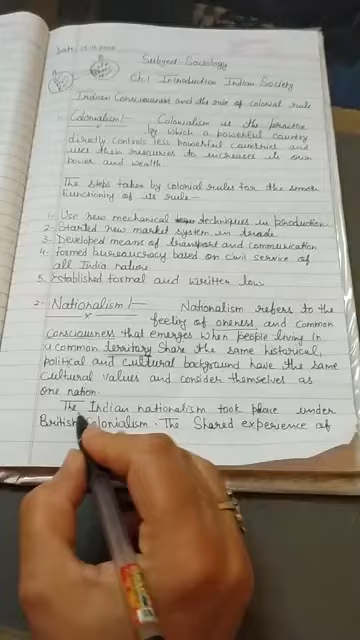 Date
Subject Sociology
Ch.1 Introduction Indian Society
Indian Consciousness and the rule of colonial rule
Colonialism :- Colonialism is the practice
by which a powerful country
directly controls less powerful countries and
uses their resources to increases its own
power and wealth
The steps taken by colonial rules for the smooth
functioning of its rule-
1- Use new mechanical techniques in production
2- Started new market system in trade
3- Developed means of transport and communication
4- formed bureaucracy based on civil service of
all India nature
5. Established formal and written law
2- Nationalism :- Nationalism refers to the
feeling of oneness and common
consciousness that emerges when people living in
a common territory share the same historical,
political and cultural background have the same
cultural values and consider themselves as
one nation.
The Indian nationalism took place under
British Colonialism. The Shared experience of